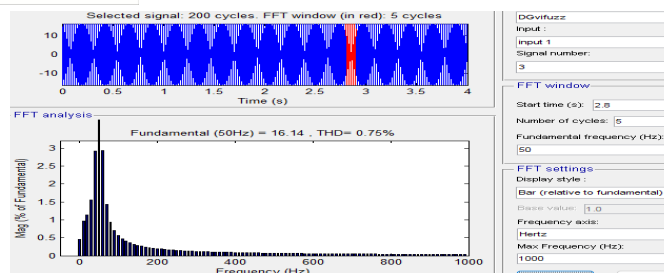 Selected signal: 200 cycles. FFT window (in red): 5 cycles
10
0
-10
0 0.5 1 1.5 2 2.5 3 3.5 4
Time (s)
FFT analysis
Fundamental (50Hz) = 16.14 , THD= 0.75%
3
2.5
2
1.5
1
0.5
0
0 200 400 600 800 1000
Frequency (Hz)
Mag (% of Fundamental)
DGvifuzz
Input :
input 1
Signal number:
3
FFT window
Start time (s): 2.8
Number of cycles: 5
Fundamental frequency (Hz):
50
FFT settings
Display style :
Bar (relative to fundamental)
Base value: 1.0
Frequency axis:
Hertz
Max Frequency (Hz):
1000